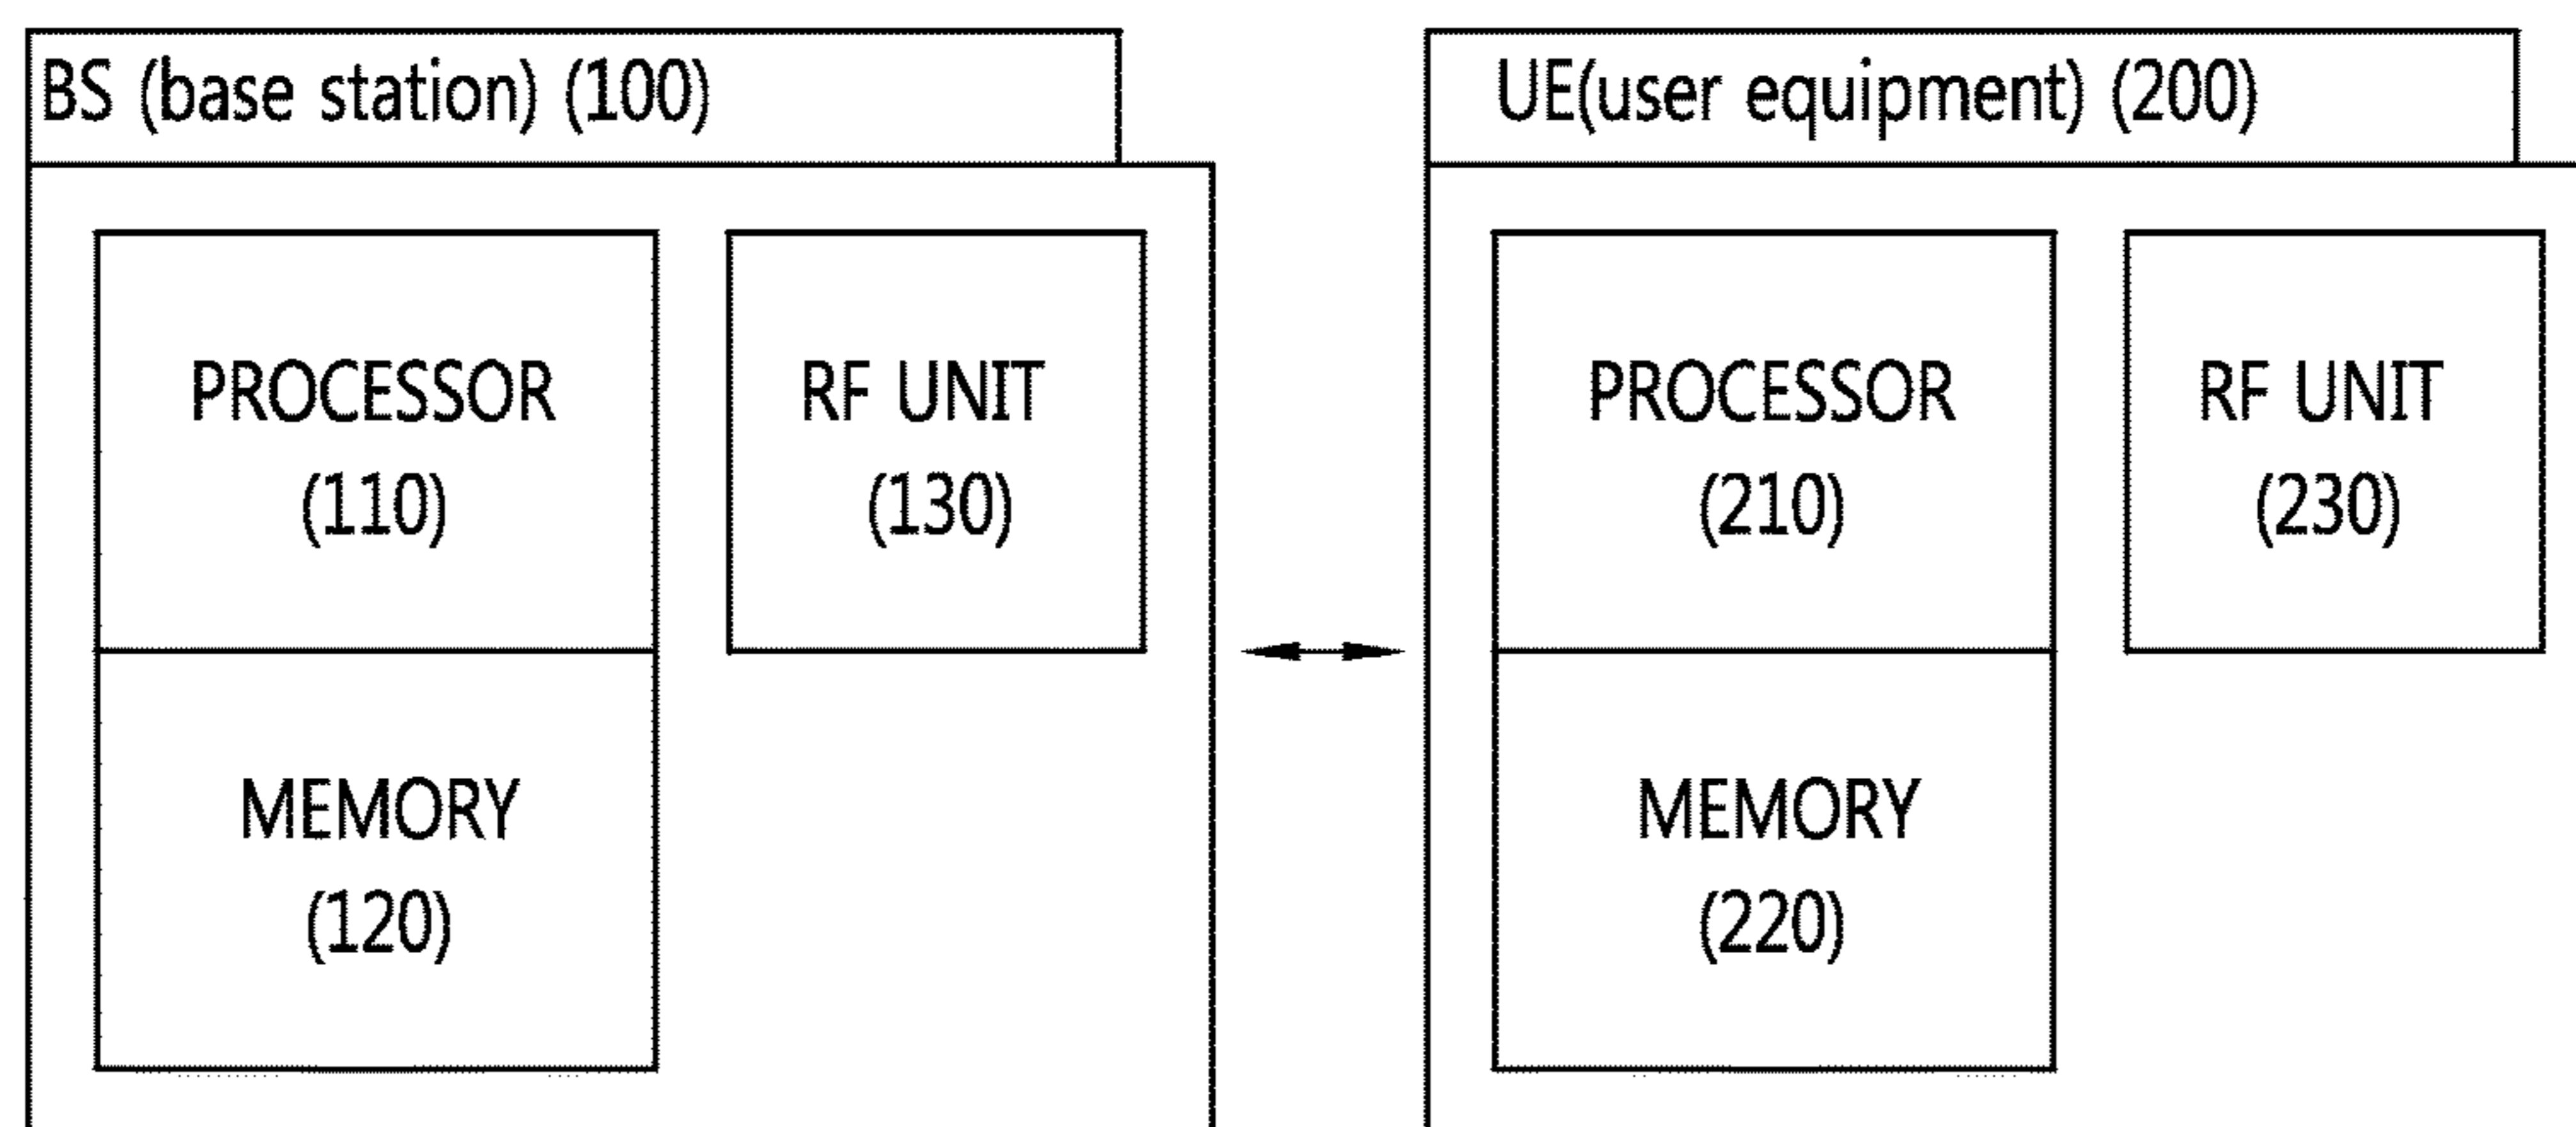 BS (base station) (100)
PROCESSOR
(110)
RF UNIT
(130)
MEMORY
(120)
UE(user equipment) (200)
PROCESSOR
(210)
RF UNIT
(230)
MEMORY
(220)